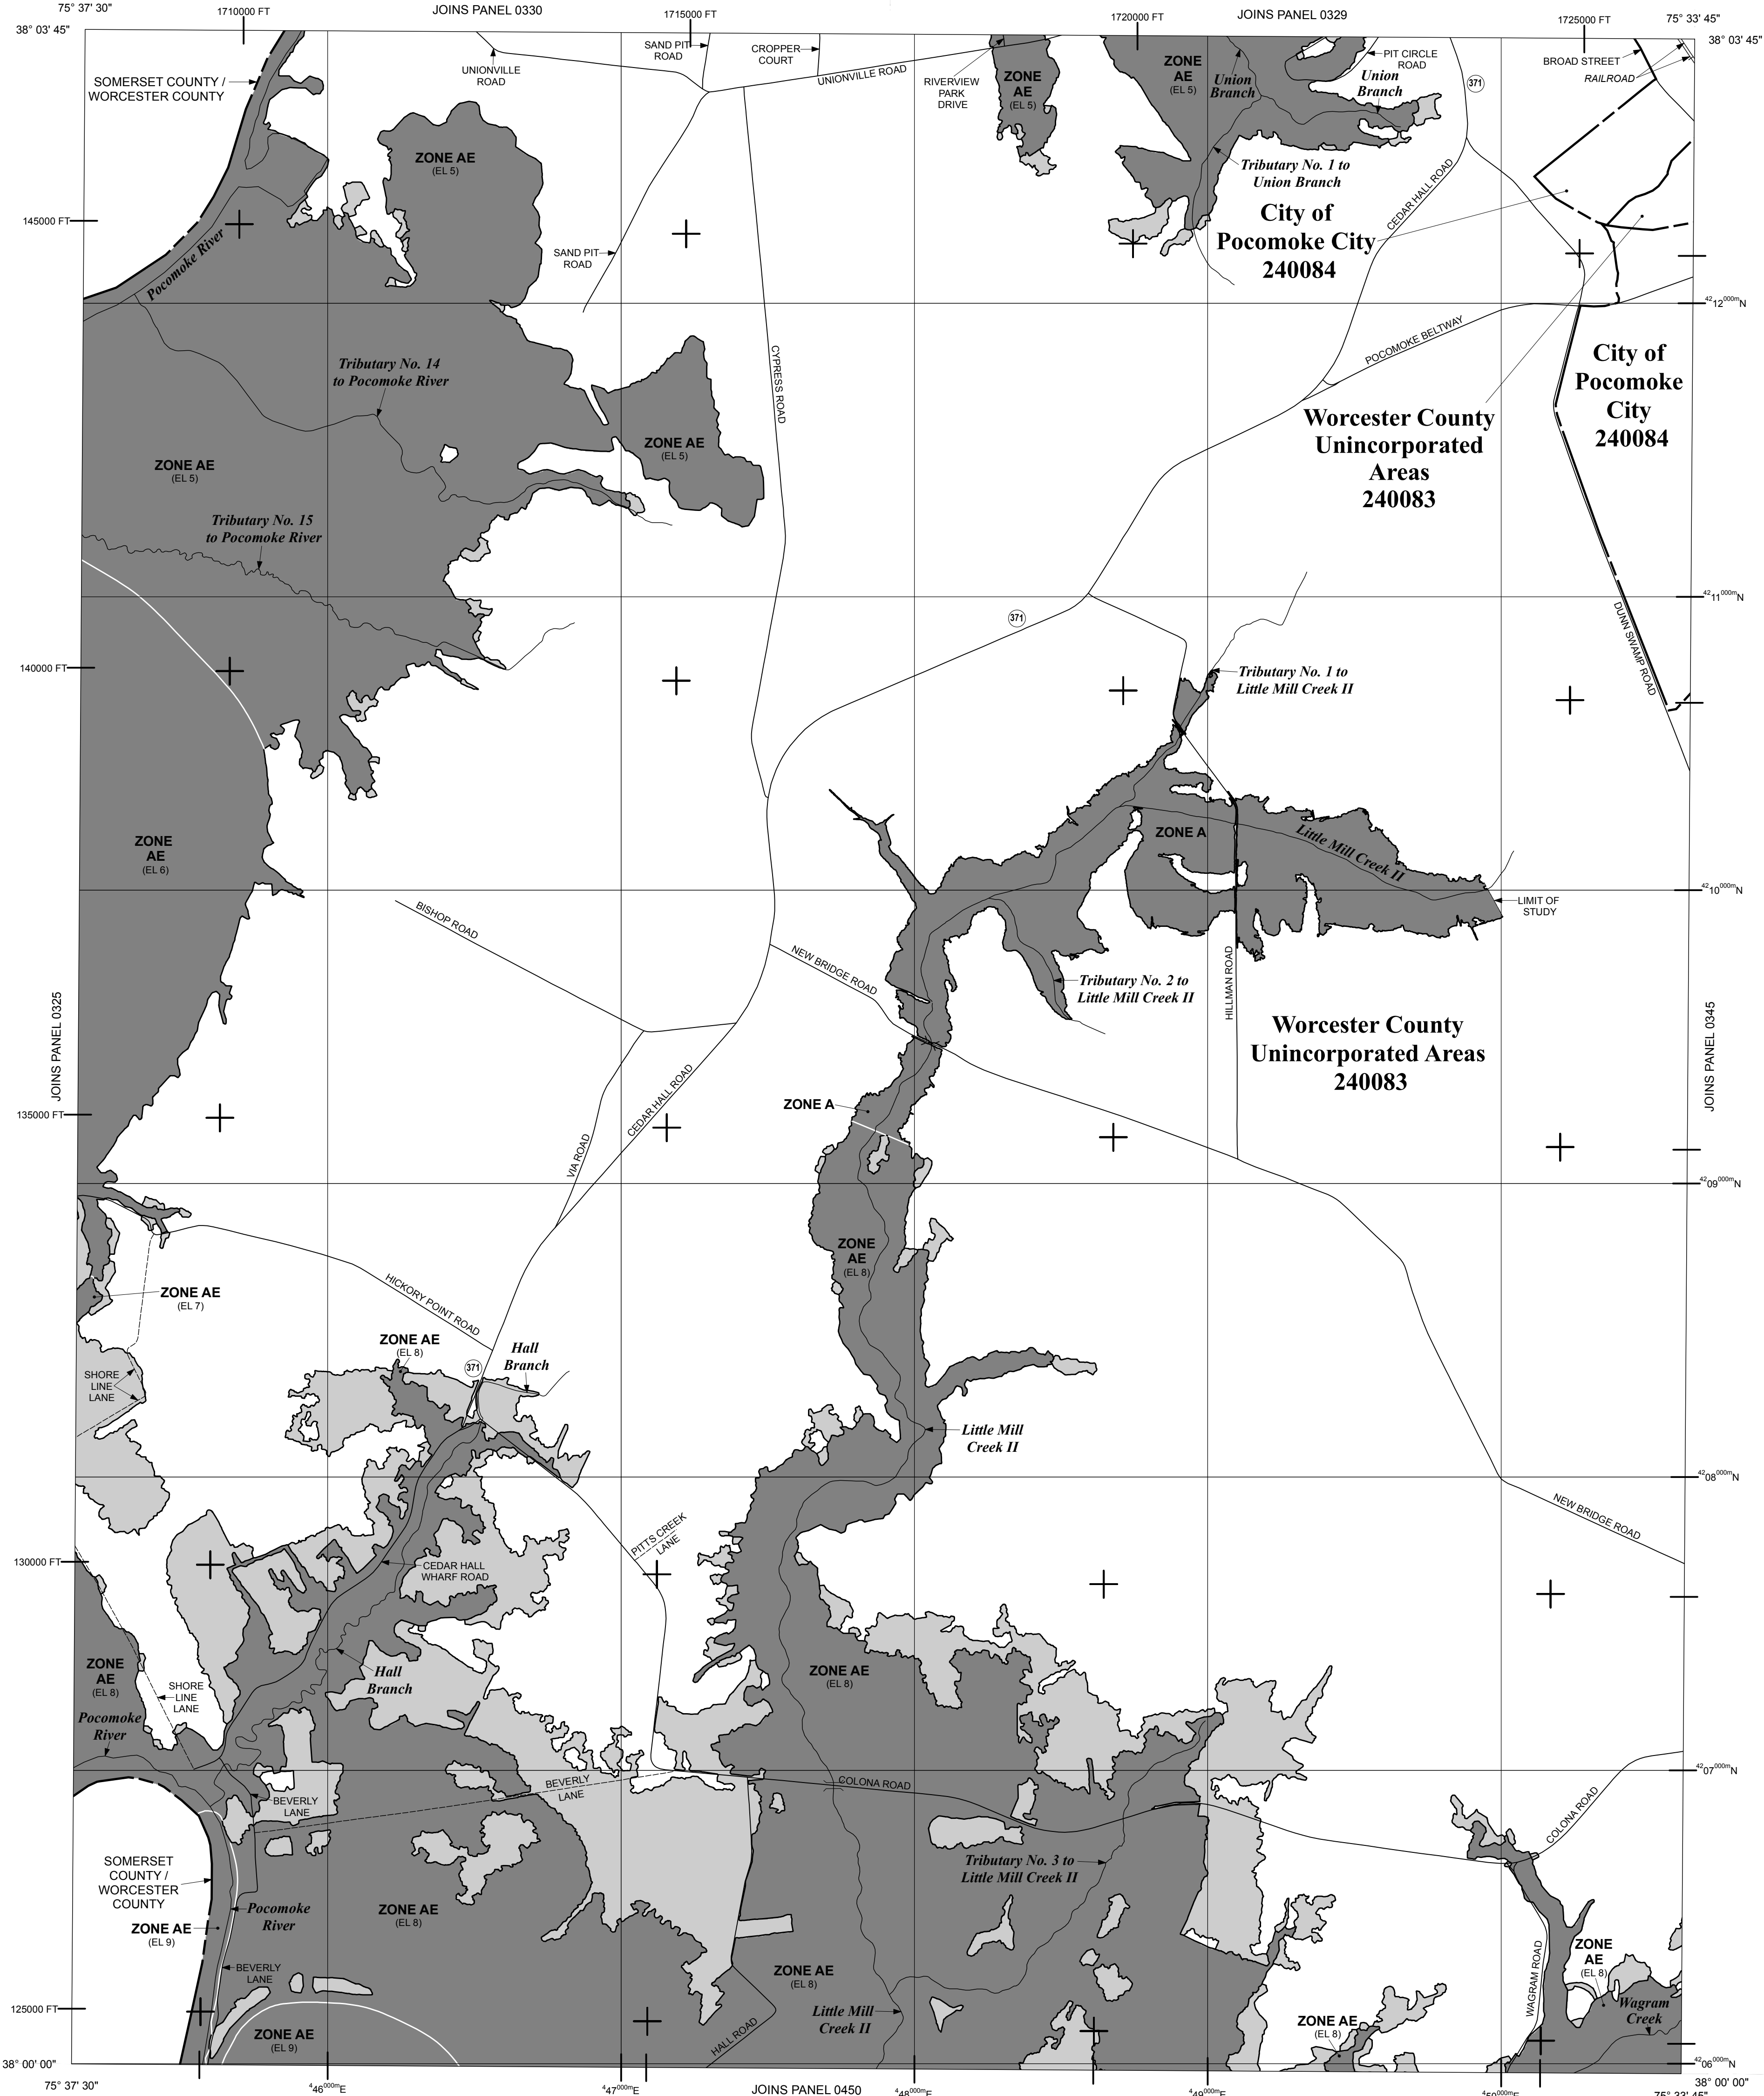 75° 37' 30"
1710000 FT
JOINS PANEL 0330
1715000 FT
1720000 FT
JOINS PANEL 0329
1725000 FT
75° 33' 45"
38° 03' 45"
38° 03' 45"
SOMERSET COUNTY /
WORCESTER COUNTY
UNIONVILLE
ROAD
SAND PIT
ROAD
CROPPER
COURT
UNIONVILLE ROAD
RIVERVIEW
PARK
DRIVE
ZONE
AE
(EL 5)
ZONE
AE
(EL 5)
Union
Branch
PIT CIRCLE
ROAD
Union
Branch
371
BROAD STREET
RAILROAD
ZONE AE
(EL 5)
Tributary No. 1 to
Union Branch
CEDAR HALL ROAD
City of
Pocomoke City
240084
145000 FT
Pocomoke River
SAND PIT
ROAD
4212000mN
POCOMOKE BELTWAY
CYPRESS ROAD
Tributary No. 14
to Pocomoke River
City of
Pocomoke
City
240084
Worcester County
Unincorporated
Areas
240083
ZONE AE
(EL 5)
ZONE AE
(EL 5)
Tributary No. 15
to Pocomoke River
4211000mN
371
DUNN SWAMP ROAD
140000 FT
Tributary No. 1 to
Little Mill Creek II
ZONE
AE
(EL 6)
ZONE A
Little Mill Creek II
4210000mN
LIMIT OF
STUDY
BISHOP ROAD
NEW BRIDGE ROAD
HILLMAN ROAD
Tributary No. 2 to
Little Mill Creek II
Worcester County
Unincorporated Areas
240083
JOINS PANEL 0325
JOINS PANEL 0345
135000 FT
ZONE A
CEDAR HALL ROAD
VIA ROAD
4209000mN
ZONE
AE
(EL 8)
ZONE AE
(EL 7)
HICKORY POINT ROAD
ZONE AE
(EL 8)
371
Hall
Branch
SHORE
LINE
LANE
Little Mill
Creek II
4208000mN
NEW BRIDGE ROAD
PITTS CREEK
LANE
130000 FT
CEDAR HALL
WHARF ROAD
ZONE
AE
(EL 8)
SHORE
LINE
LANE
Hall
Branch
ZONE AE
(EL 8)
Pocomoke
River
4207000mN
BEVERLY
LANE
COLONA ROAD
BEVERLY
LANE
COLONA ROAD
SOMERSET
COUNTY /
WORCESTER
COUNTY
Tributary No. 3 to
Little Mill Creek II
Pocomoke
River
ZONE AE
(EL 8)
ZONE AE
(EL 9)
BEVERLY
LANE
ZONE AE
(EL 8)
WAGRAM ROAD
ZONE
AE
(EL 8)
125000 FT
Little Mill
Creek II
HALL ROAD
ZONE AE
(EL 8)
Wagram
Creek
ZONE AE
(EL 9)
38° 00' 00"
4206000mN
38° 00' 00"
75° 37' 30"
446000mE
447000mE
JOINS PANEL 0450
448000mE
449000mE
450000mE
75° 33' 45"